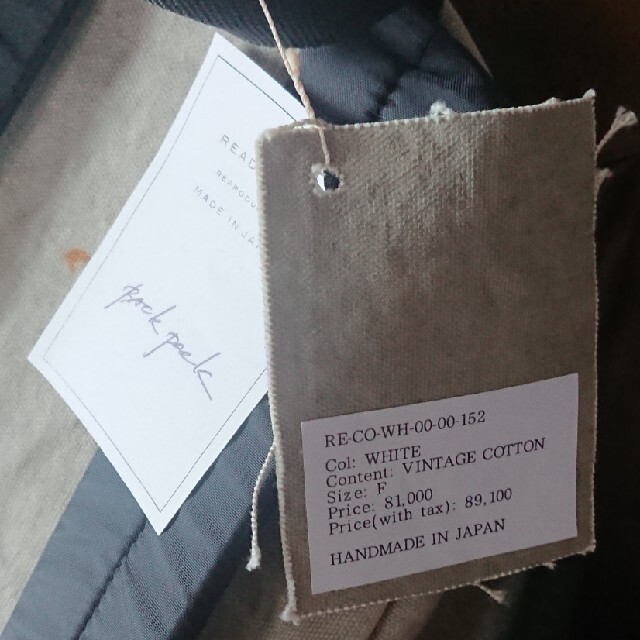 READ
MADE IN JA
RE-CO-WH-00-00-152
Col: WHITE
Content: VINTAGE COTTON
Size: F
Price: 81,000
Price(with tax): 89,100
HANDMADE IN JAPAN